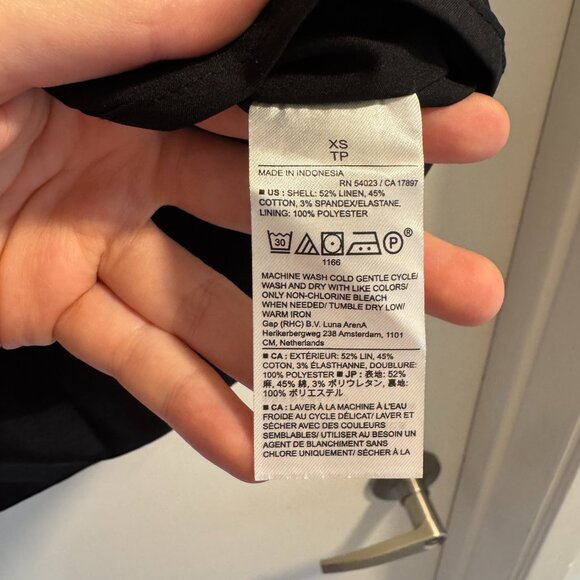 XS
TP
MADE IN INDONESIA
RN 54023 / CA 17897
■ US : SHELL: 52% LINEN, 45%
COTTON, 3% SPANDEX/ELASTANE,
LINING: 100% POLYESTER
30 P ®
1166
MACHINE WASH COLD GENTLE CYCLE/
WASH AND DRY WITH LIKE COLORS/
ONLY NON-CHLORINE BLEACH
WHEN NEEDED/ TUMBLE DRY LOW/
WARM IRON
Gap (RHC) B.V. Luna ArenA
Herikerbergweg 238 Amsterdam, 1101
CM, Netherlands
■ CA : EXTÉRIEUR: 52% LIN, 45%
COTON, 3% ÉLASTHANNE, DOUBLURE:
100% POLYESTER ■ JP : 表地: 52%
麻, 45% 綿, 3% ポリウレタン, 裏地:
100% ポリエステル
■ CA : LAVER À LA MACHINE À L'EAU
FROIDE AU CYCLE DÉLICAT/ LAVER ET
SÉCHER AVEC DES COULEURS
SEMBLABLES/ UTILISER AU BESOIN UN
AGENT DE BLANCHIMENT SANS
CHLORE UNIQUEMENT/ SÉCHER À LA